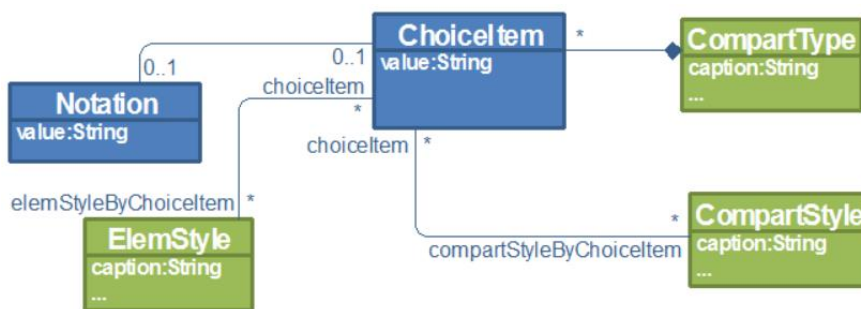 ChoiceItem
value:String
*
CompartType
caption:String
...
0..1
0..1
Notation
value:String
choiceItem
*
choiceItem
*
elemStyleByChoiceItem
*
ElemStyle
caption:String
...
*
compartStyleByChoiceItem
CompartStyle
caption:String
...